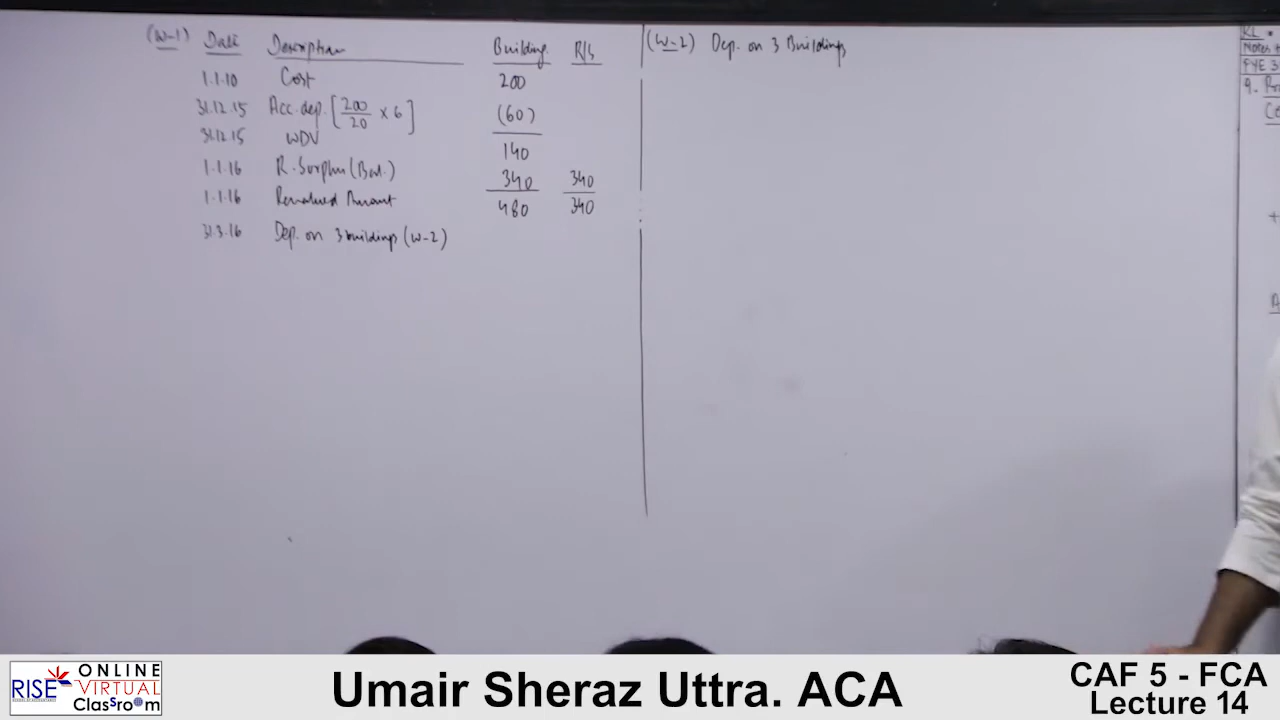 (W-1) Date Description Building R/S
1.1.10 Cost 200
31.12.15 Acc. dep. [200/20 × 6] (60)
31.12.15 WDV 140
1.1.16 R. Surplus (Bal.) 340 340
1.1.16 Revalued Amount 480 340
31.3.16 Dep. on 3 buildings (W-2)
(W-2) Dep. on 3 Buildings
RISE ONLINE VIRTUAL ClassrOOm
Umair Sheraz Uttra. ACA
CAF 5 - FCA
Lecture 14